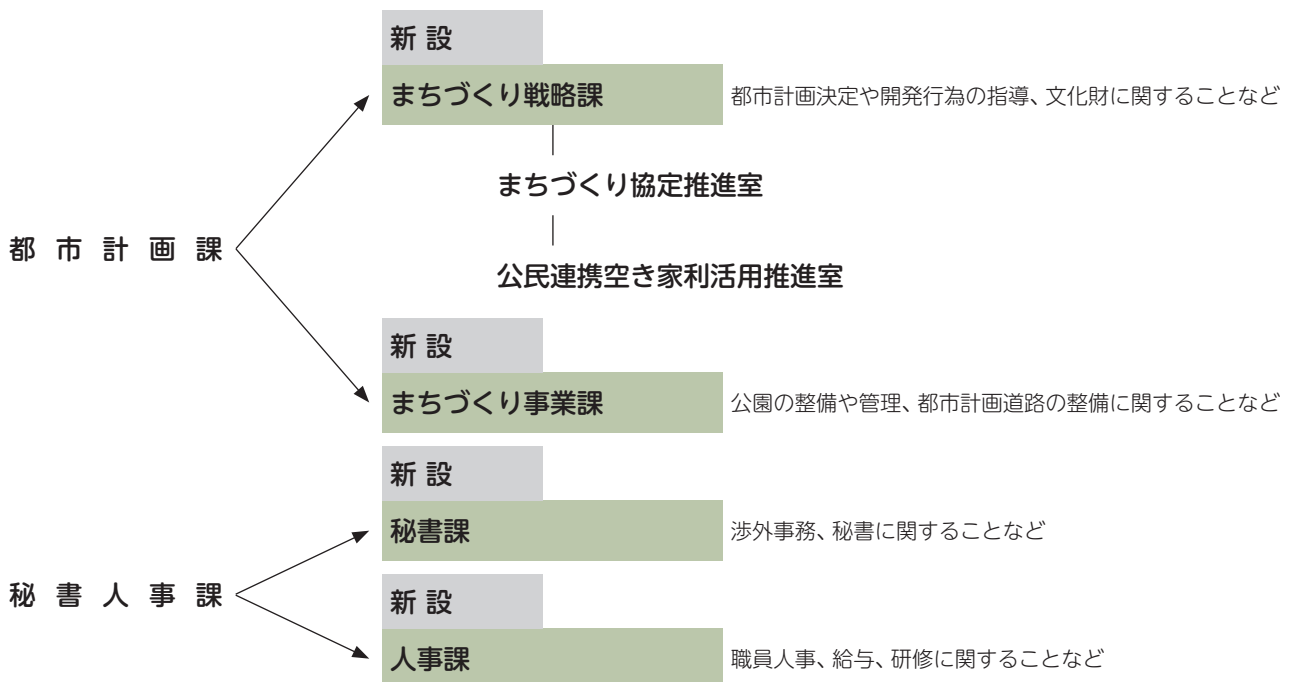 新 設
まちづくり戦略課
都市計画決定や開発行為の指導、文化財に関することなど
まちづくり協定推進室
都 市 計 画 課
公民連携空き家利活用推進室
新 設
まちづくり事業課
公園の整備や管理、都市計画道路の整備に関することなど
新 設
秘書課
渉外事務、秘書に関することなど
秘 書 人 事 課
新 設
人事課
職員人事、給与、研修に関することなど